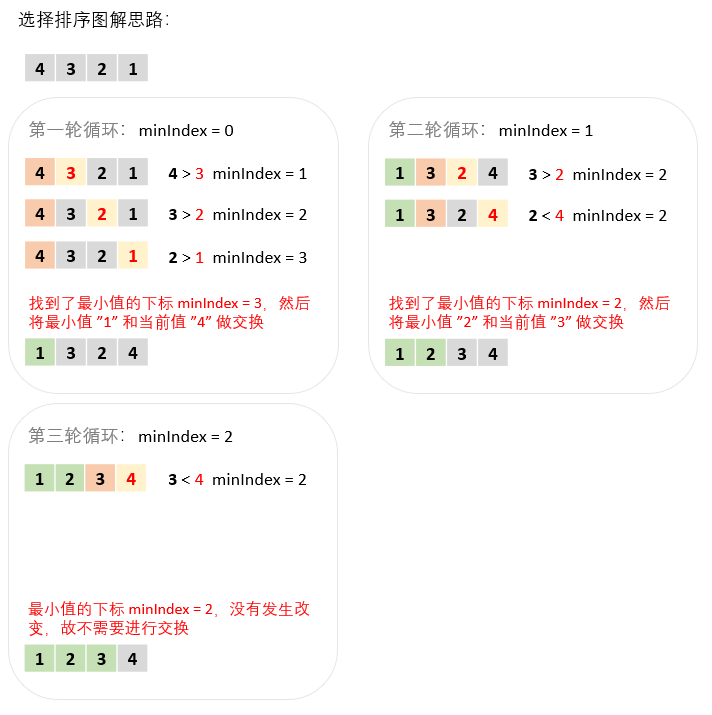 选择排序图解思路：
4 3 2 1
第一轮循环： minIndex = 0
4 3 2 1 4 > 3 minIndex = 1
4 3 2 1 3 > 2 minIndex = 2
4 3 2 1 2 > 1 minIndex = 3
找到了最小值的下标 minIndex = 3，然后
将最小值 ”1” 和当前值 ”4” 做交换
1 3 2 4
第二轮循环： minIndex = 1
1 3 2 4 3 > 2 minIndex = 2
1 3 2 4 2 < 4 minIndex = 2
找到了最小值的下标 minIndex = 2，然后
将最小值 ”2” 和当前值 ”3” 做交换
1 2 3 4
第三轮循环： minIndex = 2
1 2 3 4 3 < 4 minIndex = 2
最小值的下标 minIndex = 2，没有发生改
变，故不需要进行交换
1 2 3 4